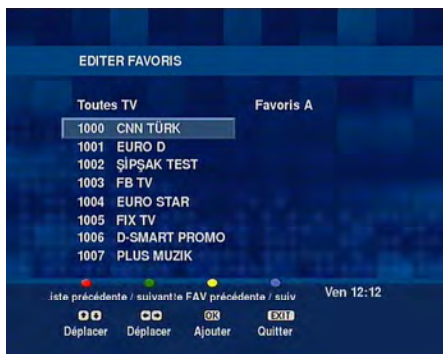 EDITER FAVORIS
Toutes TV Favoris A
1000 CNN TÜRK
1001 EURO D
1002 ŞİPŞAK TEST
1003 FB TV
1004 EURO STAR
1005 FIX TV
1006 D-SMART PROMO
1007 PLUS MUZIK
iste précédente / suivant!e FAV précédente / suiv Ven 12:12
OK EXIT
Déplacer Déplacer Ajouter Quitter